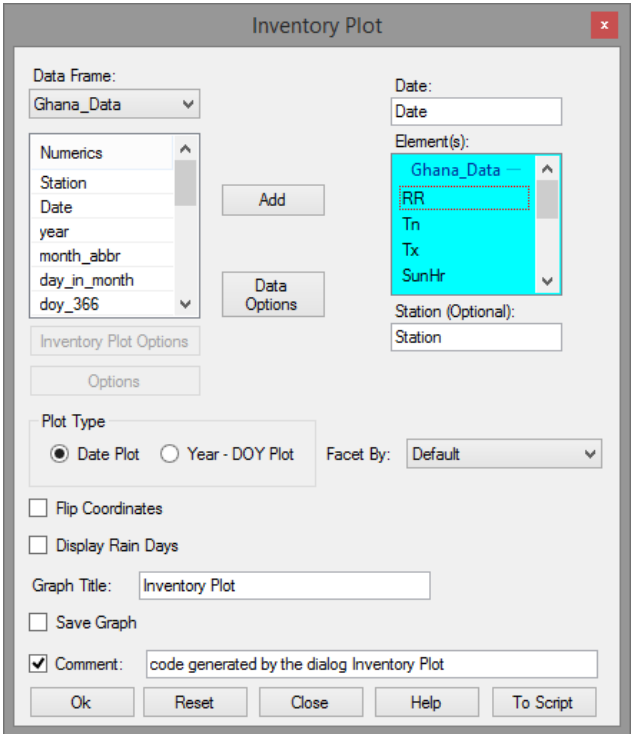 Inventory Plot
x
Data Frame:
Ghana_Data
Numerics
Station
Date
year
month_abbr
day_in_month
doy_366
Add
Data
Options
Date:
Date
Element(s):
Ghana_Data
RR
Tn
Tx
SunHr
Station (Optional):
Station
Inventory Plot Options
Options
Plot Type
Date Plot
Year - DOY Plot
Facet By:
Default
Flip Coordinates
Display Rain Days
Graph Title:
Inventory Plot
Save Graph
Comment:
code generated by the dialog Inventory Plot
Ok
Reset
Close
Help
To Script